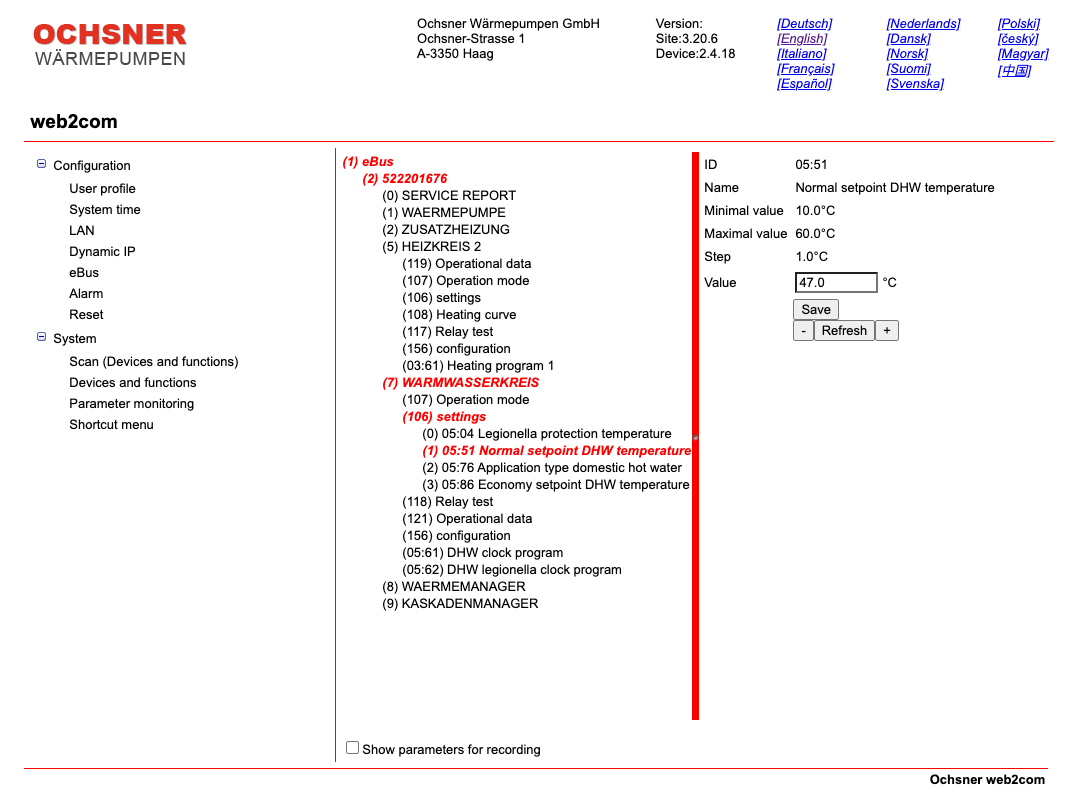 OCHSNER
WÄRMEPUMPEN
Ochsner Wärmepumpen GmbH
Ochsner-Strasse 1
A-3350 Haag
Version:
Site:3.20.6
Device:2.4.18
[Deutsch]
[English]
[Italiano]
[Français]
[Español]
[Nederlands]
[Dansk]
[Norsk]
[Suomi]
[Svenska]
[Polski]
[český]
[Magyar]
[中国]
web2com
Configuration
User profile
System time
LAN
Dynamic IP
eBus
Alarm
Reset
System
Scan (Devices and functions)
Devices and functions
Parameter monitoring
Shortcut menu
(1) eBus
(2) 522201676
(0) SERVICE REPORT
(1) WAERMEPUMPE
(2) ZUSATZHEIZUNG
(5) HEIZKREIS 2
(119) Operational data
(107) Operation mode
(106) settings
(108) Heating curve
(117) Relay test
(156) configuration
(03:61) Heating program 1
(7) WARMWASSERKREIS
(107) Operation mode
(106) settings
(0) 05:04 Legionella protection temperature
(1) 05:51 Normal setpoint DHW temperature
(2) 05:76 Application type domestic hot water
(3) 05:86 Economy setpoint DHW temperature
(118) Relay test
(121) Operational data
(156) configuration
(05:61) DHW clock program
(05:62) DHW legionella clock program
(8) WAERMEMANAGER
(9) KASKADENMANAGER
Show parameters for recording
ID 05:51
Name Normal setpoint DHW temperature
Minimal value 10.0°C
Maximal value 60.0°C
Step 1.0°C
Value 47.0 °C
Save
- Refresh +
Ochsner web2com